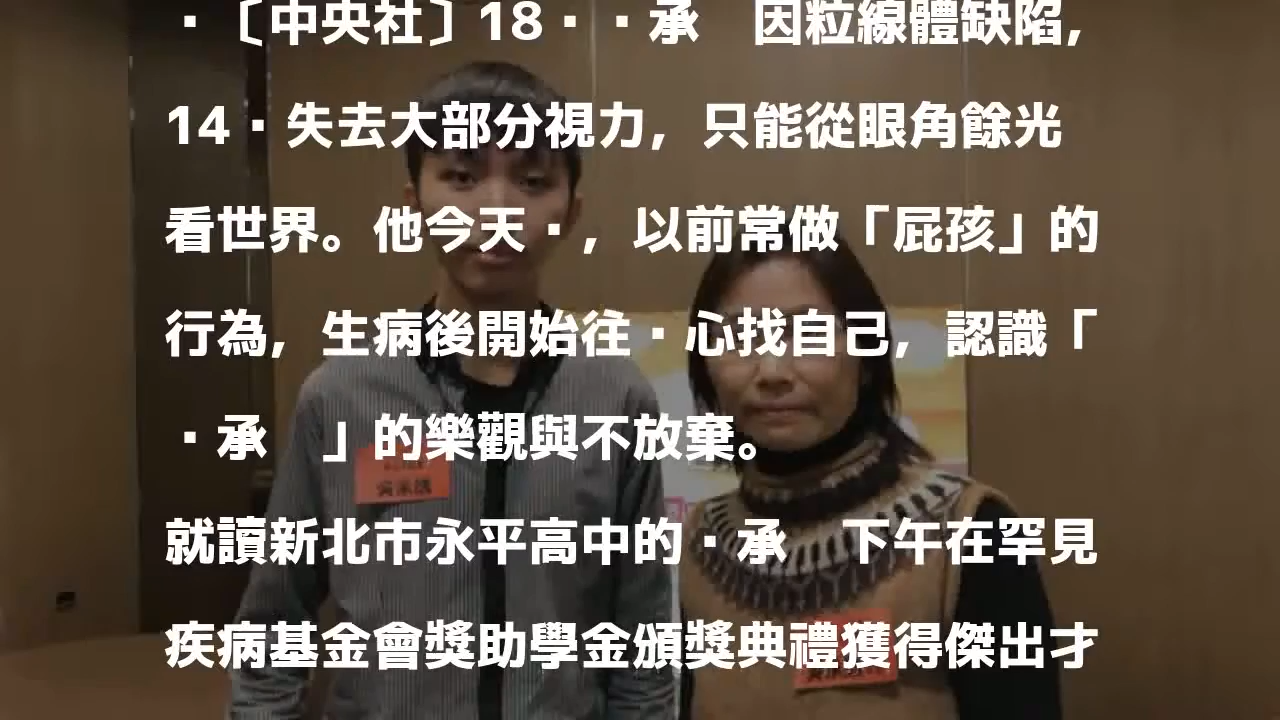 ▪〔中央社〕18▪▪承　因粒線體缺陷,
14▪失去大部分視力，只能從眼角餘光
看世界。他今天▪，以前常做「屁孩」的
行為，生病後開始往▪心找自己，認識「
▪承　」的樂觀與不放棄。
就讀新北市永平高中的▪承　下午在罕見
疾病基金會獎助學金頒獎典禮獲得傑出才